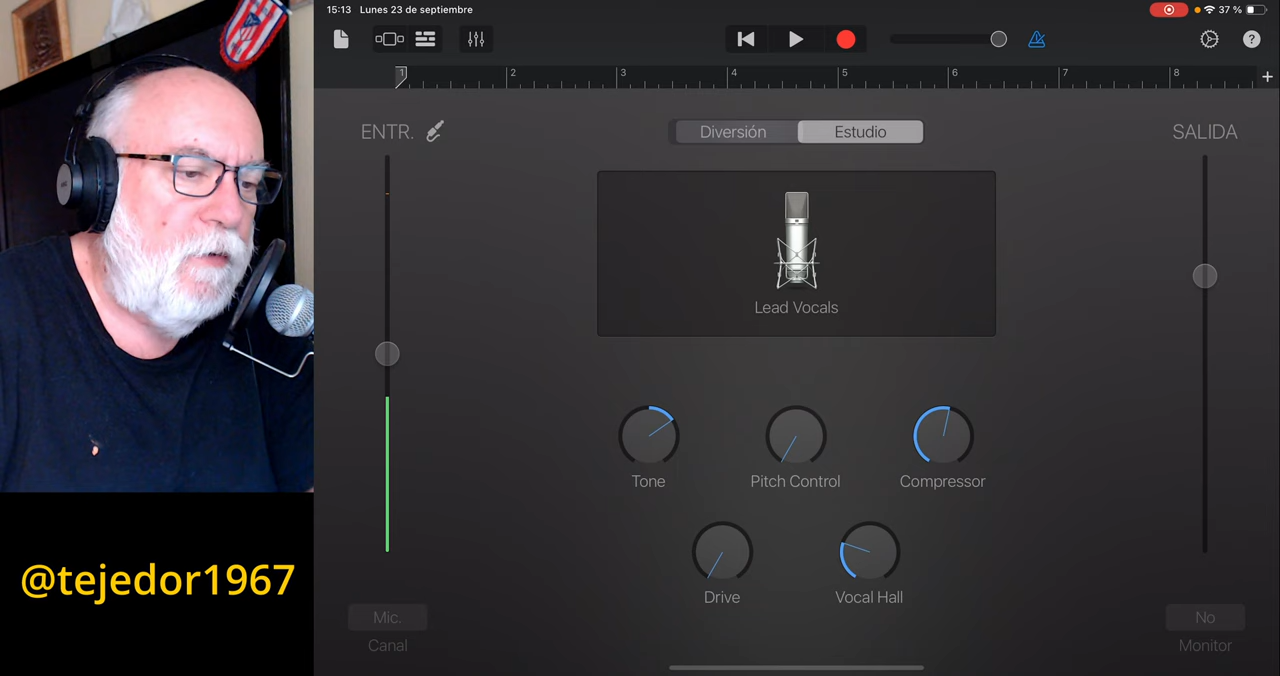 15:13 Lunes 23 de septiembre
37 %
1 2 3 4 5 6 7 8
ENTR.
Diversión Estudio
SALIDA
Lead Vocals
Tone Pitch Control Compressor
Drive Vocal Hall
@tejedor1967
Mic.
Canal
No
Monitor